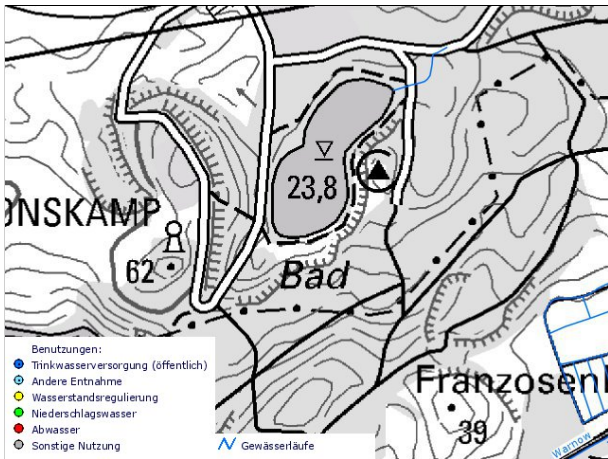 23,8
ONSKAMP
62
Bad
Franzosen
39
Warnow
Benutzungen:
Trinkwasserversorgung (öffentlich)
Andere Entnahme
Wasserstandsregulierung
Niederschlagswasser
Abwasser
Sonstige Nutzung
Gewässerläufe